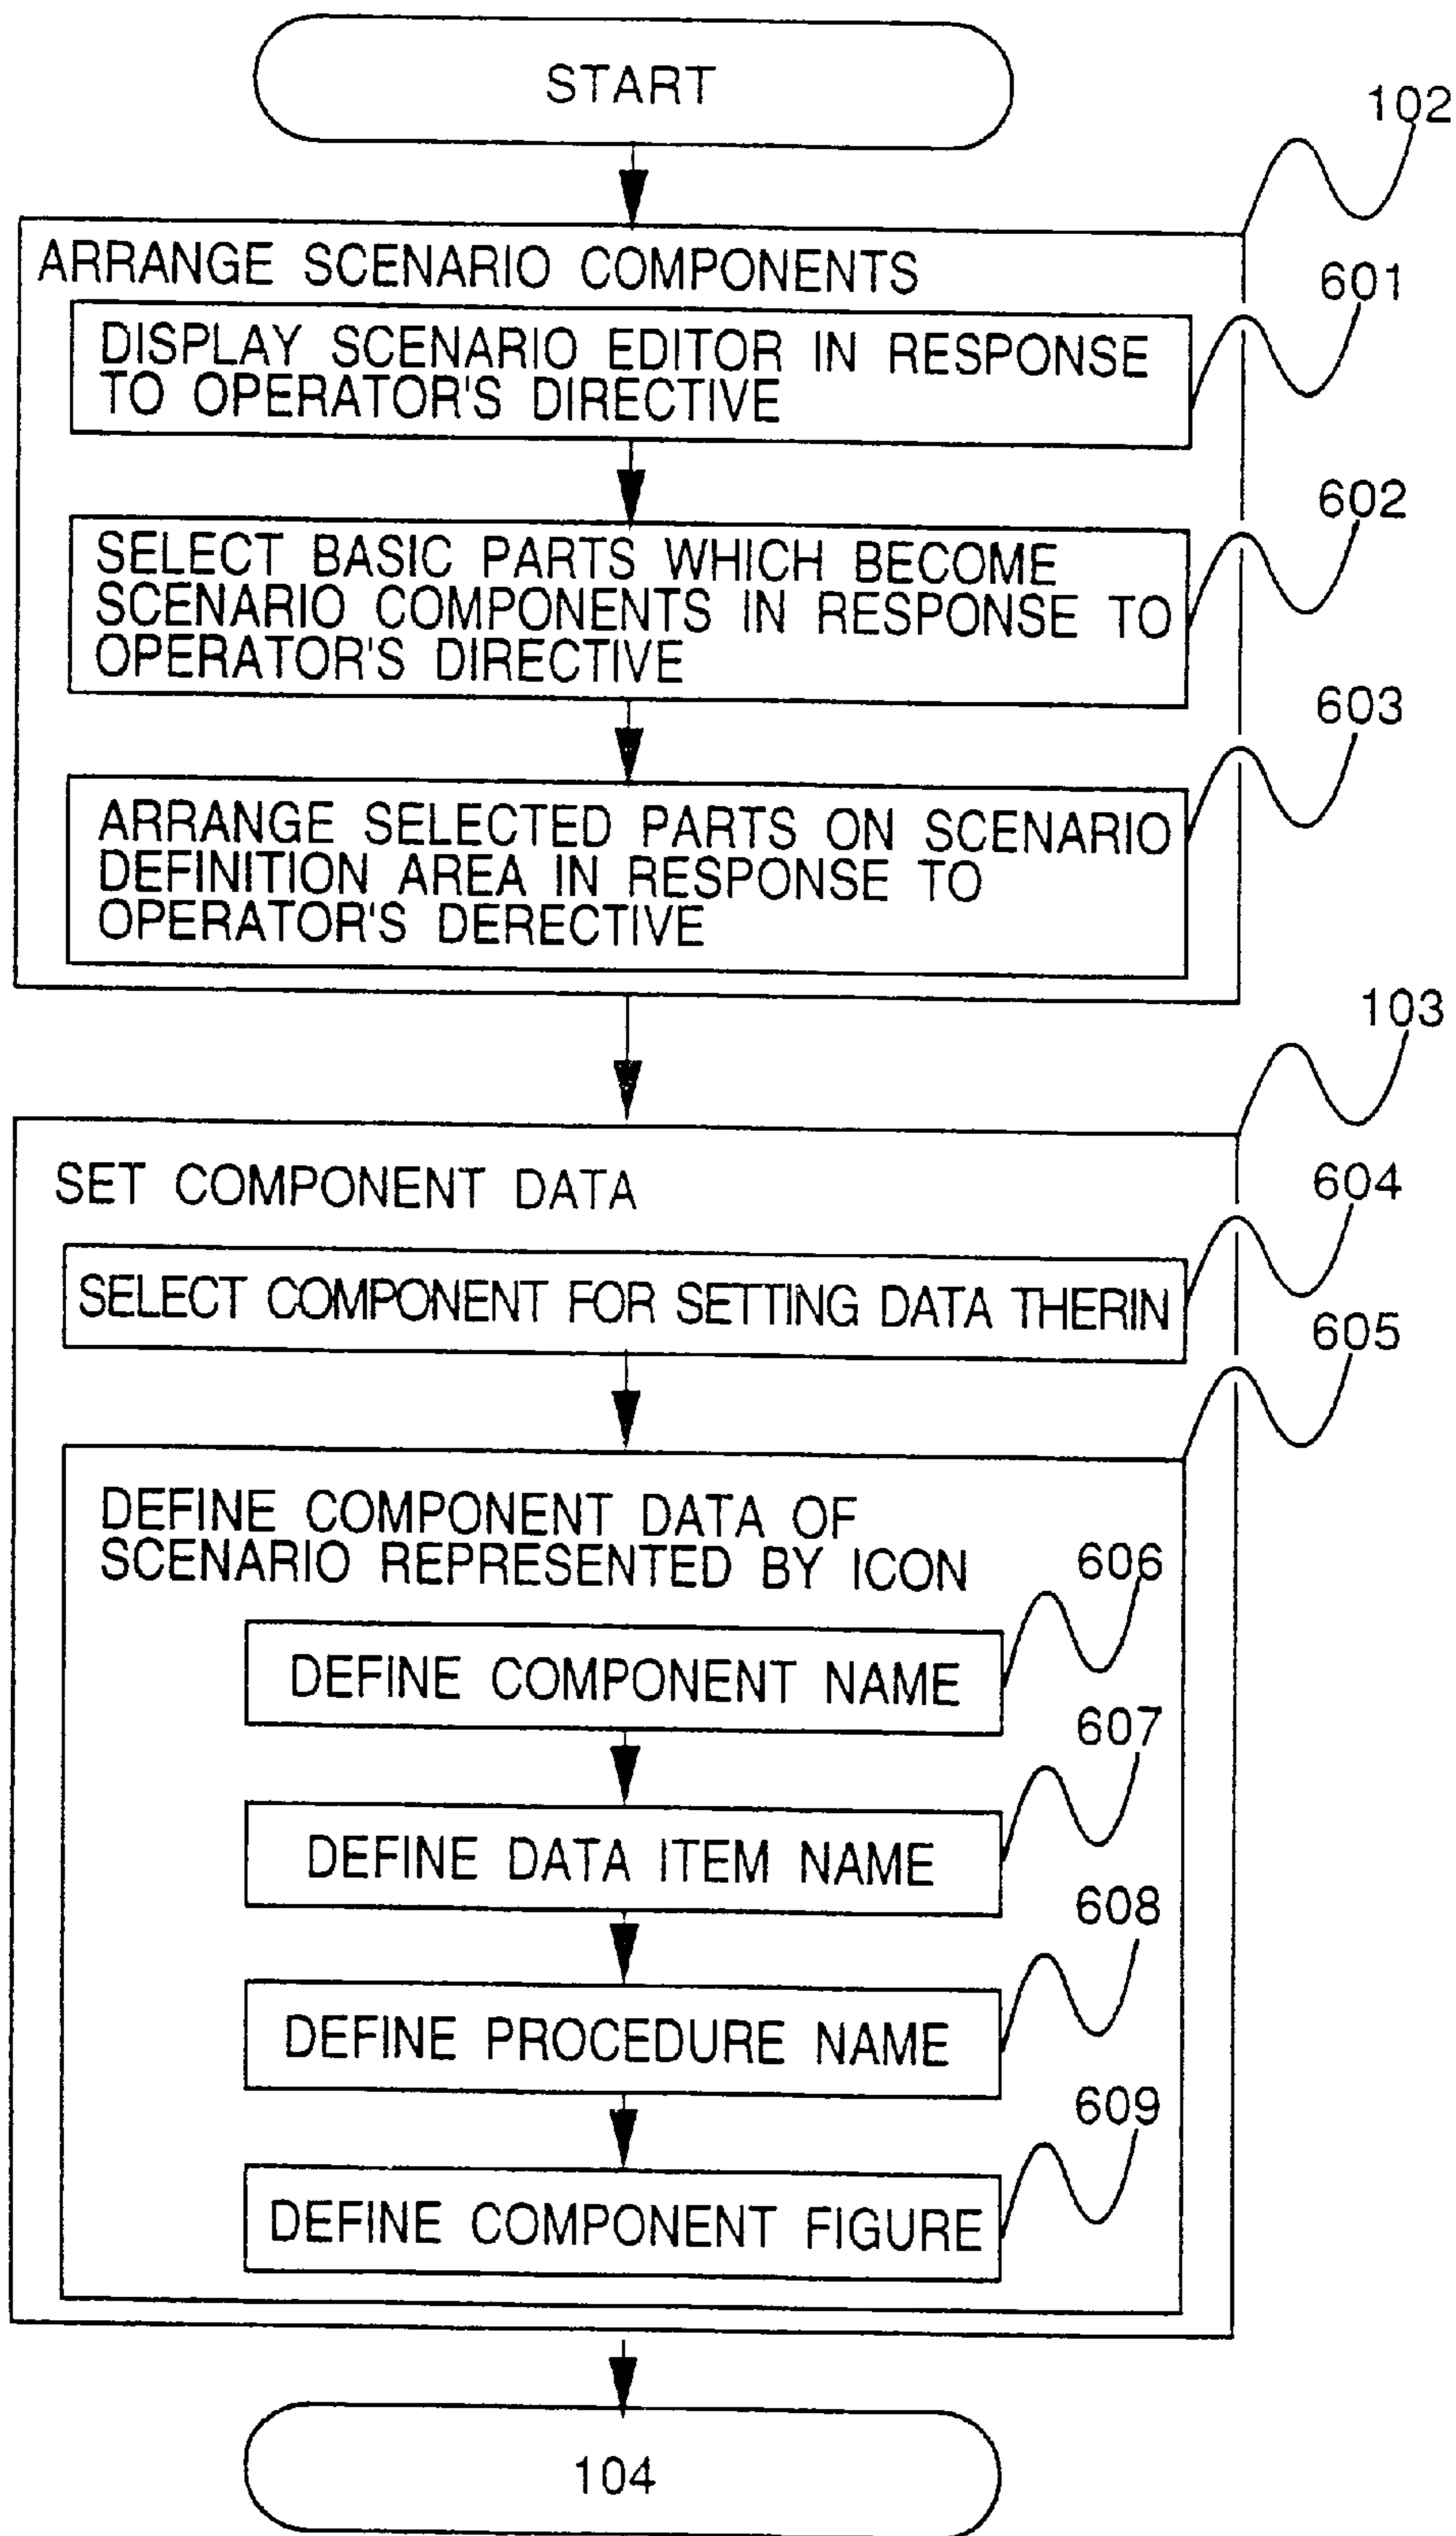 START
102
ARRANGE SCENARIO COMPONENTS
601
DISPLAY SCENARIO EDITOR IN RESPONSE
TO OPERATOR'S DIRECTIVE
602
SELECT BASIC PARTS WHICH BECOME
SCENARIO COMPONENTS IN RESPONSE TO
OPERATOR'S DIRECTIVE
603
ARRANGE SELECTED PARTS ON SCENARIO
DEFINITION AREA IN RESPONSE TO
OPERATOR'S DERECTIVE
103
SET COMPONENT DATA
604
SELECT COMPONENT FOR SETTING DATA THERIN
605
DEFINE COMPONENT DATA OF
SCENARIO REPRESENTED BY ICON
606
DEFINE COMPONENT NAME
607
DEFINE DATA ITEM NAME
608
DEFINE PROCEDURE NAME
609
DEFINE COMPONENT FIGURE
104